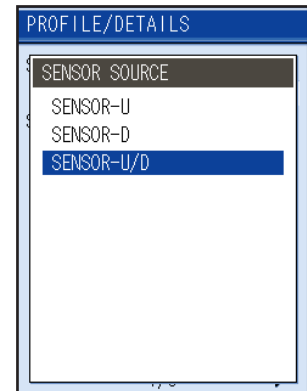 PROFILE/DETAILS
SENSOR SOURCE
SENSOR-U
SENSOR-D
SENSOR-U/D